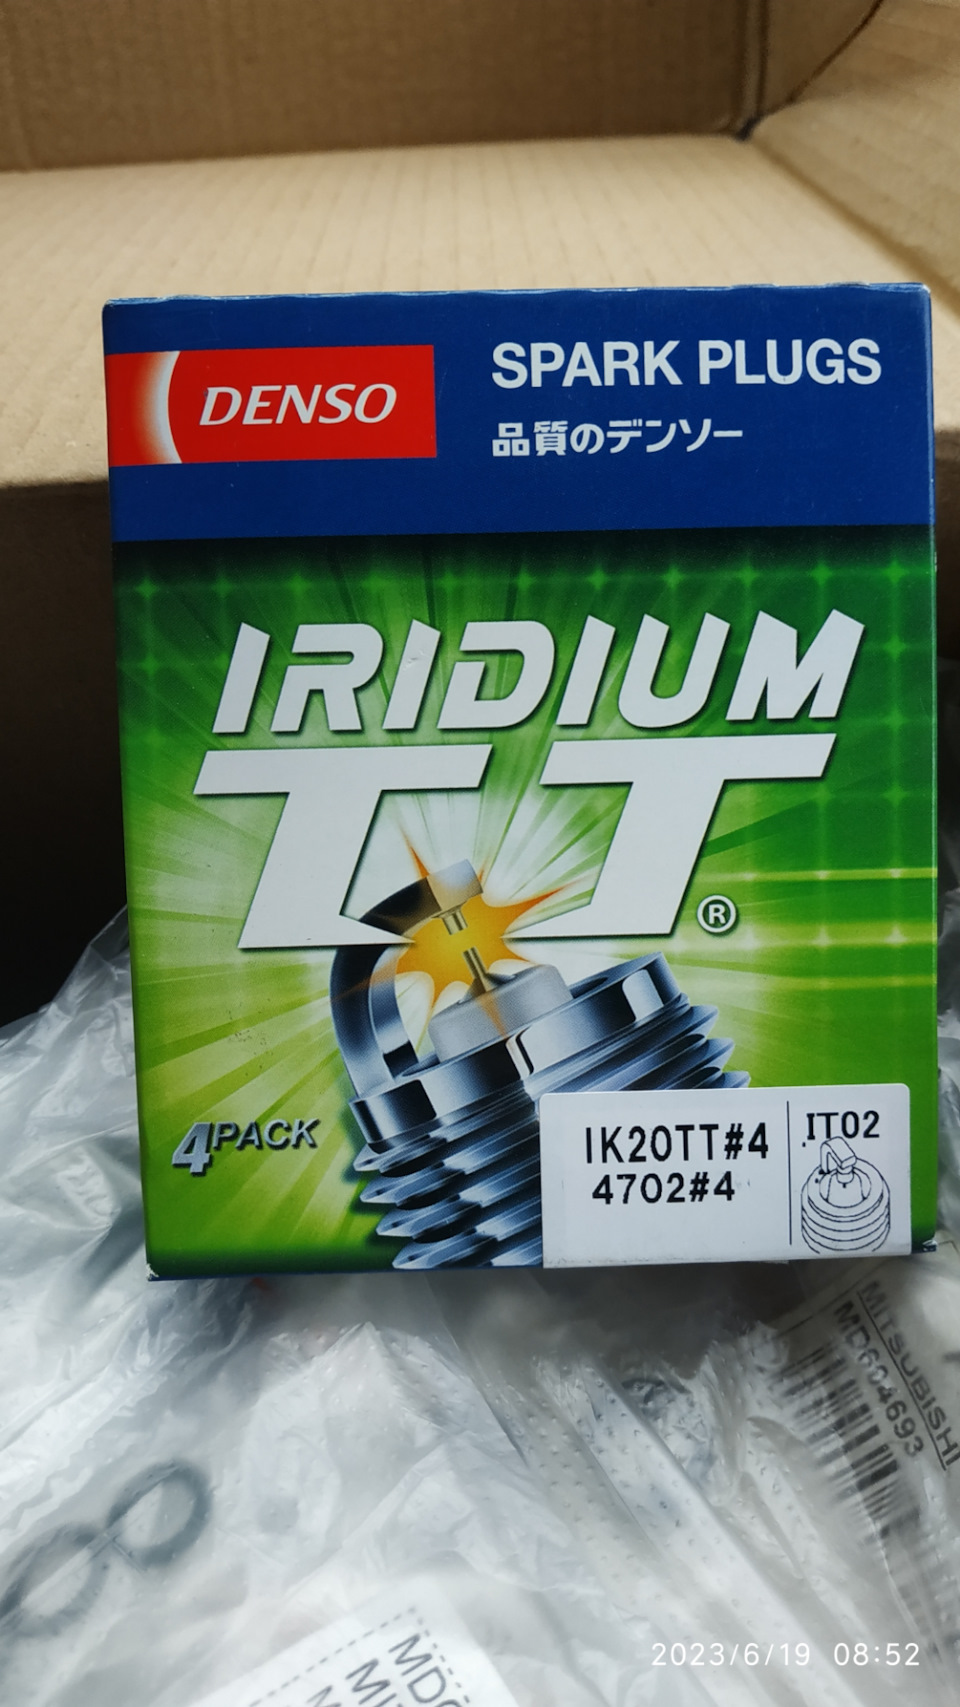 DENSO
SPARK PLUGS
品質のデンソー
IRIDIUM
TT®
4PACK
IK20TT#4
4702#4
IT02
MITSUBISHI
MD604693
2023/6/19 08:52